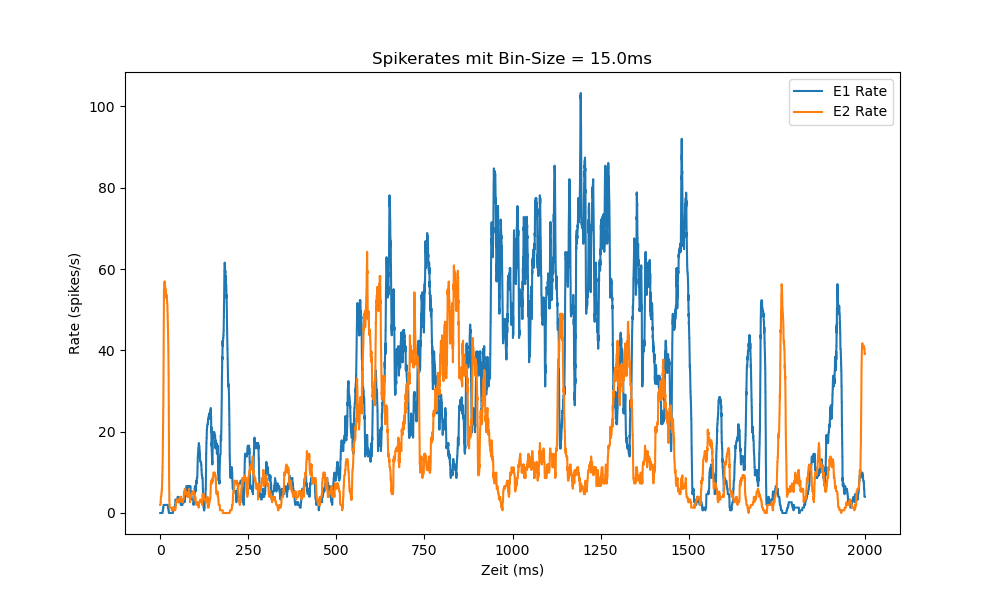 Spikerates mit Bin-Size = 15.0ms
E1 Rate
E2 Rate
Rate (spikes/s)
100
80
60
40
20
0
0 250 500 750 1000 1250 1500 1750 2000
Zeit (ms)